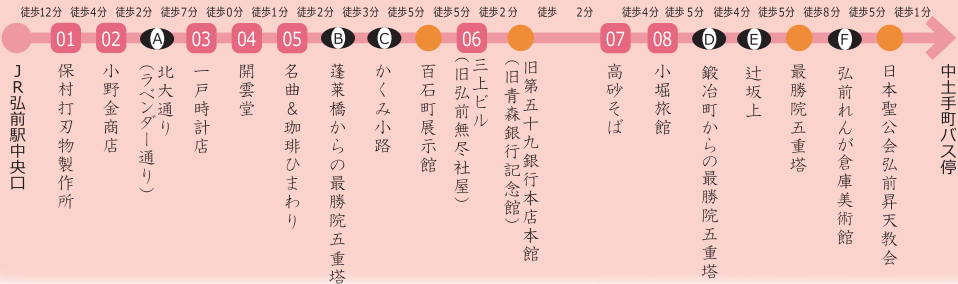 徒歩12分 徒歩4分 徒歩2分 徒歩7分 徒歩0分 徒歩1分 徒歩2分 徒歩3分 徒歩5分 徒歩5分 徒歩2分 徒歩 2分 徒歩4分 徒歩5分 徒歩4分 徒歩5分 徒歩8分 徒歩5分 徒歩1分
01 02 A 03 04 05 B C 06 07 08 D E F
JR弘前駅中央口
保村打刃物製作所
小野金商店
北大通り
(ラベンダー通り)
一戸時計店
開雲堂
名曲&珈琲ひまわり
蓬莱橋からの最勝院五重塔
かくみ小路
百石町展示館
三上ビル
(旧弘前無尽社屋)
旧第五十九銀行本店本館
(旧青森銀行記念館)
高砂そば
小堀旅館
鍛冶町からの最勝院五重塔
辻坂上
最勝院五重塔
弘前れんが倉庫美術館
日本聖公会弘前昇天教会
中土手町バス停